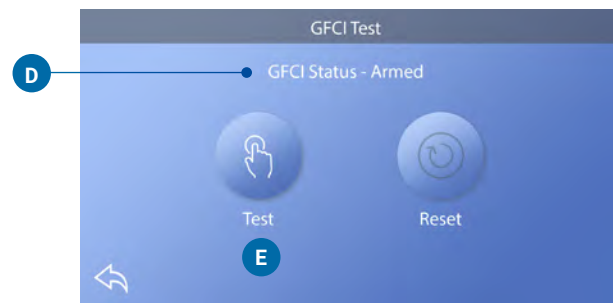 GFCI Test
D
GFCI Status - Armed
Test
Reset
E